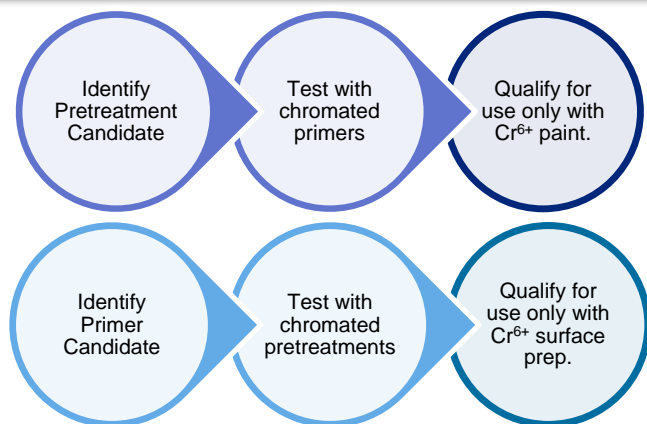 Identify
Pretreatment
Candidate
Test with
chromated
primers
Qualify for
use only with
Cr⁶⁺ paint.
Identify
Primer
Candidate
Test with
chromated
pretreatments
Qualify for
use only with
Cr⁶⁺ surface
prep.